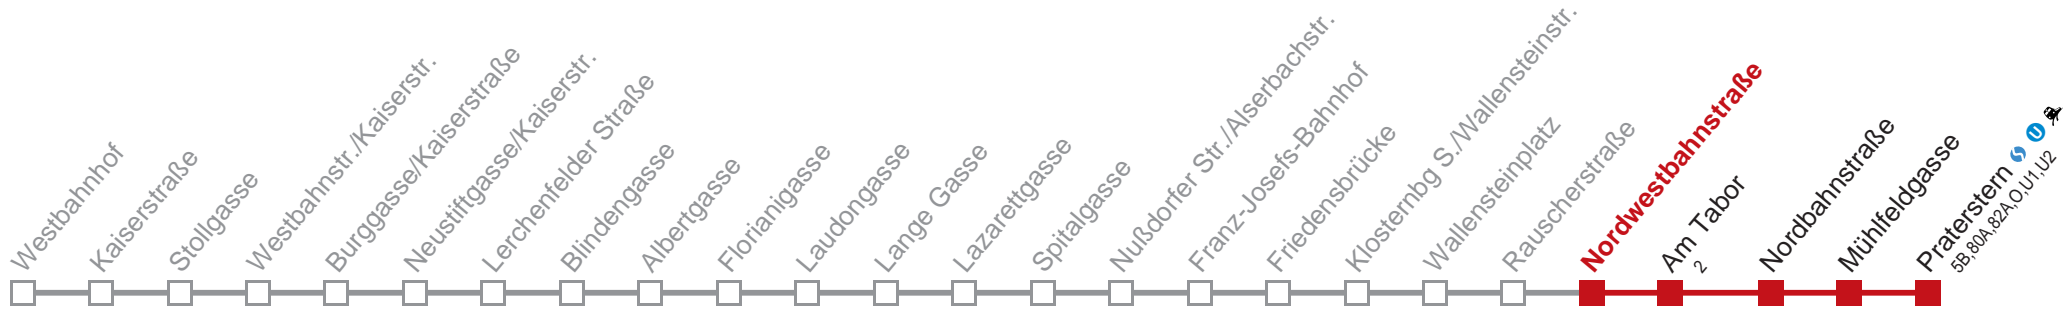 Westbahnhof
Kaiserstraße
Stollgasse
Westbahnstr./Kaiserstr.
Burggasse/Kaiserstraße
Neustiftgasse/Kaiserstr.
Lerchenfelder Straße
Blindengasse
Albertgasse
Florianigasse
Laudongasse
Lange Gasse
Lazarettgasse
Spitalgasse
Nußdorfer Str./Alserbachstr.
Franz-Josefs-Bahnhof
Friedensbrücke
Klosternbg S./Wallensteinstr.
Wallensteinplatz
Rauscherstraße
Nordwestbahnstraße
Am Tabor
2
Nordbahnstraße
Mühlfeldgasse
Praterstern S U
5B,80A,82A,O,U1,U2